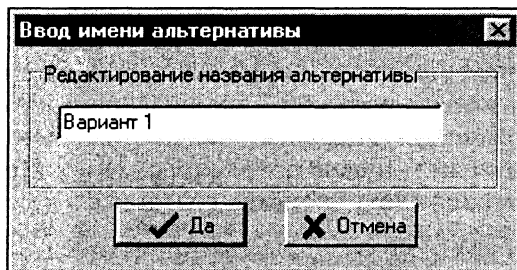 Ввод имени альтернативы
Редактирование названия альтернативы
Вариант 1
Да
Отмена